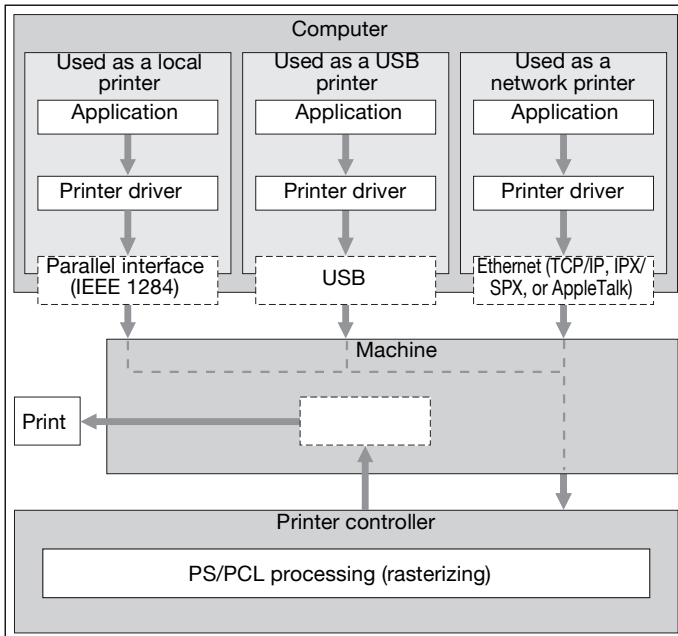 Computer
Used as a local
printer
Application
Printer driver
Parallel interface
(IEEE 1284)
Used as a USB
printer
Application
Printer driver
USB
Used as a
network printer
Application
Printer driver
Ethernet (TCP/IP, IPX/
SPX, or AppleTalk)
Machine
Print
Printer controller
PS/PCL processing (rasterizing)